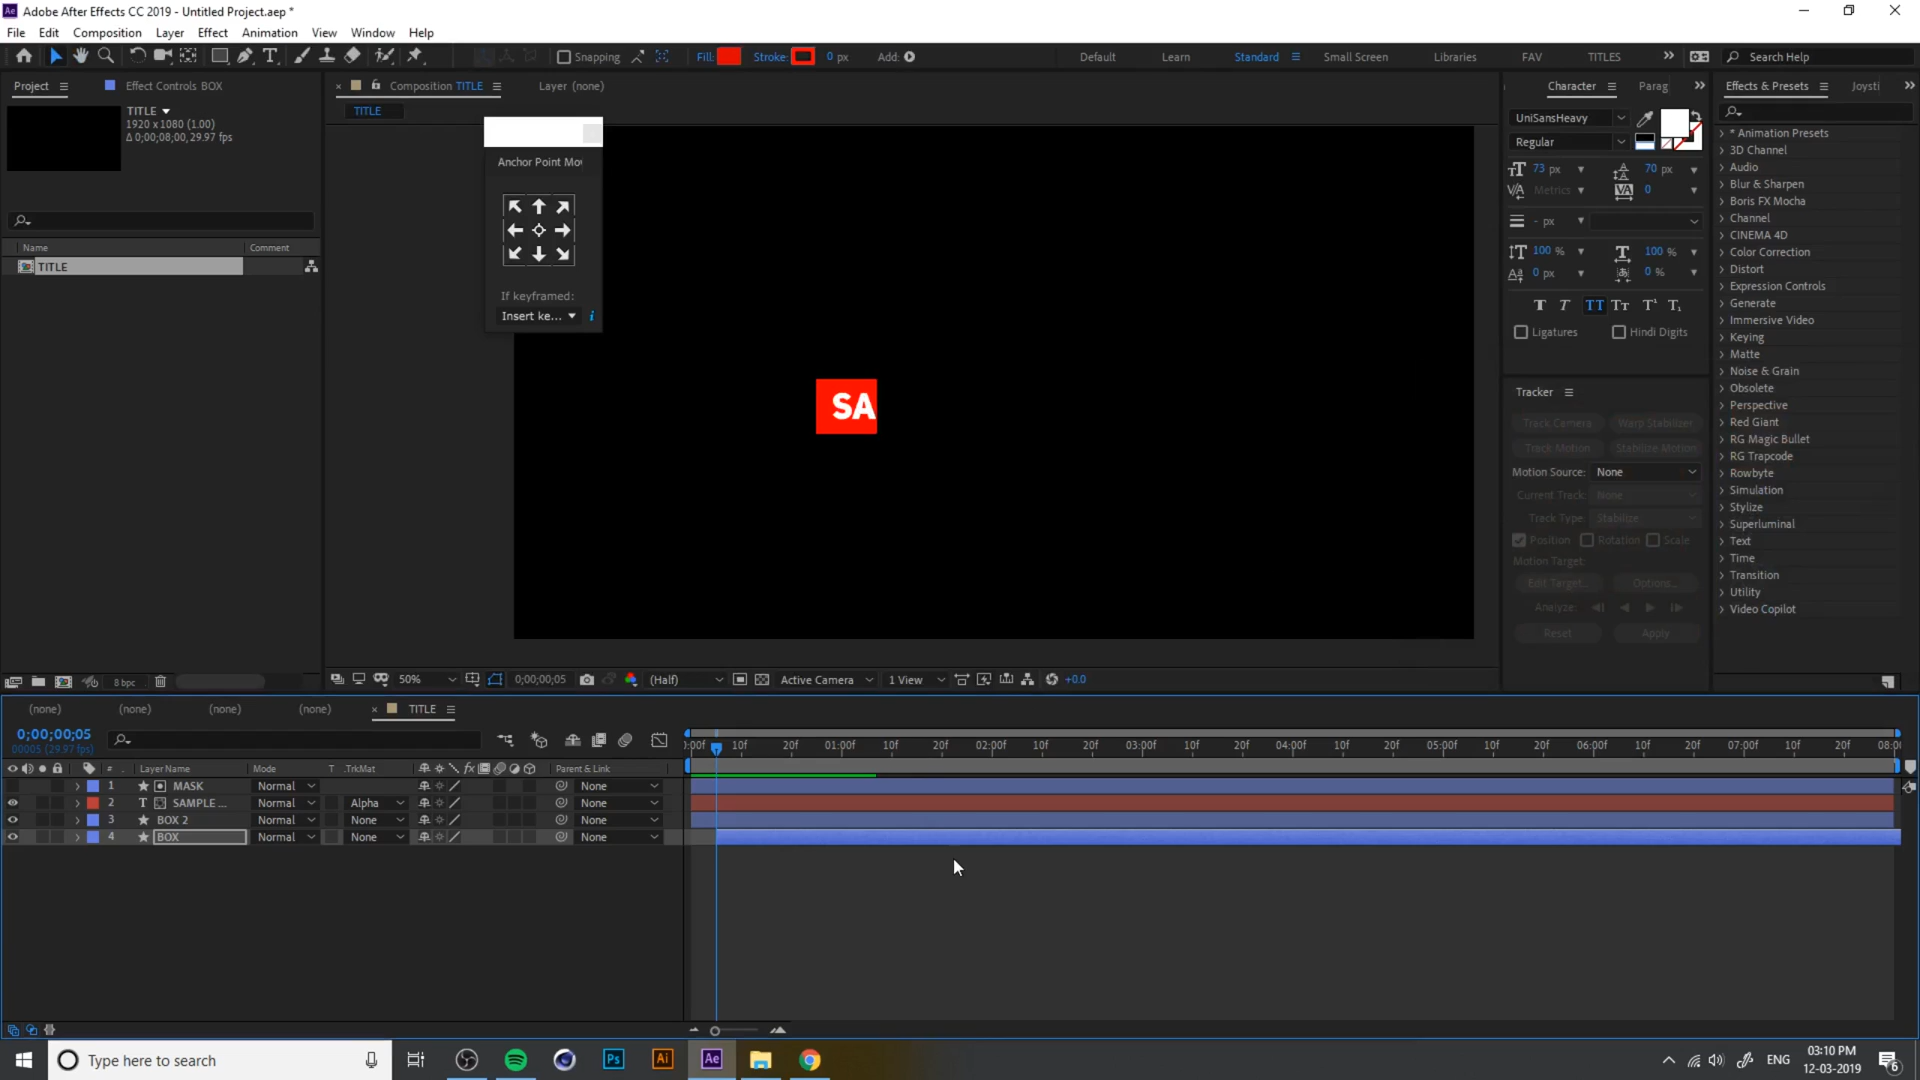 Adobe After Effects CC 2019 - Untitled Project.aep *
File Edit Composition Layer Effect Animation View Window Help
Snapping Fill: Stroke: 0 px Add: Default Learn Standard Small Screen Libraries FAV TITLES Search Help
Project Effect Controls BOX
Composition TITLE Layer (none)
Character Parag Effects & Presets Joysti
TITLE
1920 x 1080 (1.00)
Δ 0;00;08;00, 29.97 fps
TITLE
Anchor Point Mo
If keyframed:
Insert ke...
SA
Name Comment
TITLE
8 bpc
50% 0;00;00;05 (Half) Active Camera 1 View +0.0
UniSansHeavy
Regular
73 px 70 px
Metrics 0
- px
100 % 100 %
0 px 0 %
Ligatures Hindi Digits
Tracker
Track Camera Warp Stabilizer
Track Motion Stabilize Motion
Motion Source: None
Current Track: None
Track Type: Stabilize
Position Rotation Scale
Motion Target:
Edit Target... Options...
Analyze:
Reset Apply
* Animation Presets
3D Channel
Audio
Blur & Sharpen
Boris FX Mocha
Channel
CINEMA 4D
Color Correction
Distort
Expression Controls
Generate
Immersive Video
Keying
Matte
Noise & Grain
Obsolete
Perspective
Red Giant
RG Magic Bullet
RG Trapcode
Rowbyte
Simulation
Stylize
Superluminal
Text
Time
Transition
Utility
Video Copilot
(none) (none) (none) (none) TITLE
0;00;00;05
00005 (29.97 fps)
:00f 10f 20f 01:00f 10f 20f 02:00f 10f 20f 03:00f 10f 20f 04:00f 10f 20f 05:00f 10f 20f 06:00f 10f 20f 07:00f 10f 20f 08:0
# Layer Name Mode T .TrkMat Parent & Link
1 MASK Normal None
2 T SAMPLE ... Normal Alpha None
3 BOX 2 Normal None None
4 BOX Normal None None
Type here to search
Ps Ai Ae
ENG
03:10 PM
12-03-2019
6